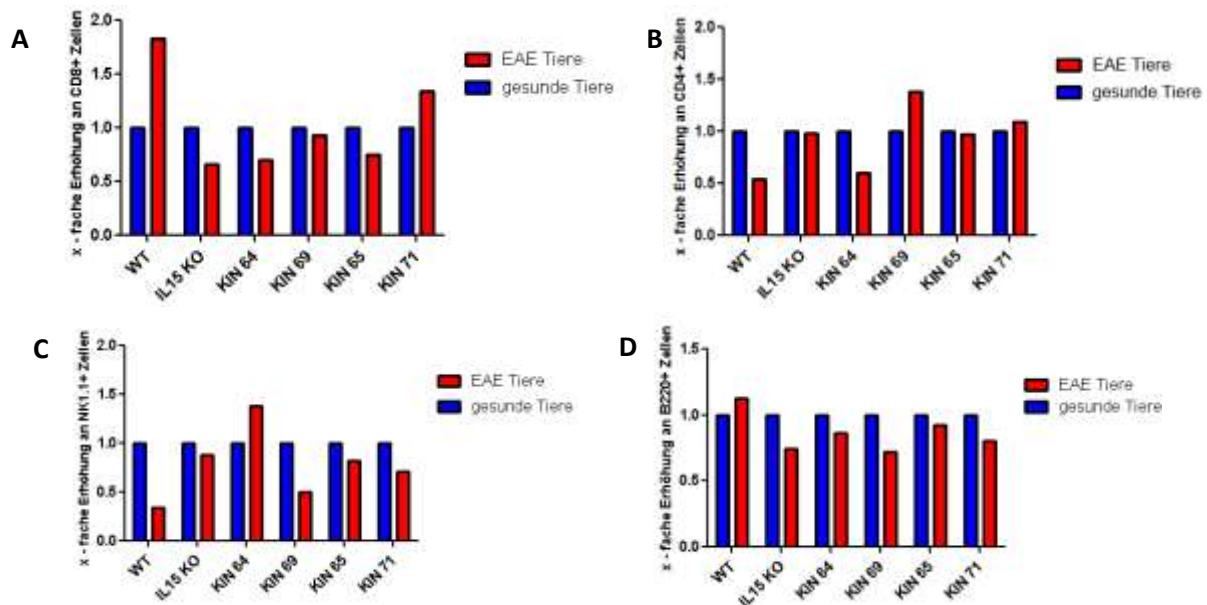 A
x - fache Erhöhung an CD8+ Zellen
2.0
1.5
1.0
0.5
0.0
WT
IL15 KO
KIN 64
KIN 69
KIN 65
KIN 71
EAE Tiere
gesunde Tiere
B
x - fache Erhöhung an CD4+ Zellen
2.0
1.5
1.0
0.5
0.0
WT
IL15 KO
KIN 64
KIN 69
KIN 65
KIN 71
EAE Tiere
gesunde Tiere
C
x - fache Erhöhung an NK1.1+ Zellen
2.0
1.5
1.0
0.5
0.0
WT
IL15 KO
KIN 64
KIN 69
KIN 65
KIN 71
EAE Tiere
gesunde Tiere
D
x - fache Erhöhung an B220+ Zellen
1.5
1.0
0.5
0.0
WT
IL15 KO
KIN 64
KIN 69
KIN 65
KIN 71
EAE Tiere
gesunde Tiere